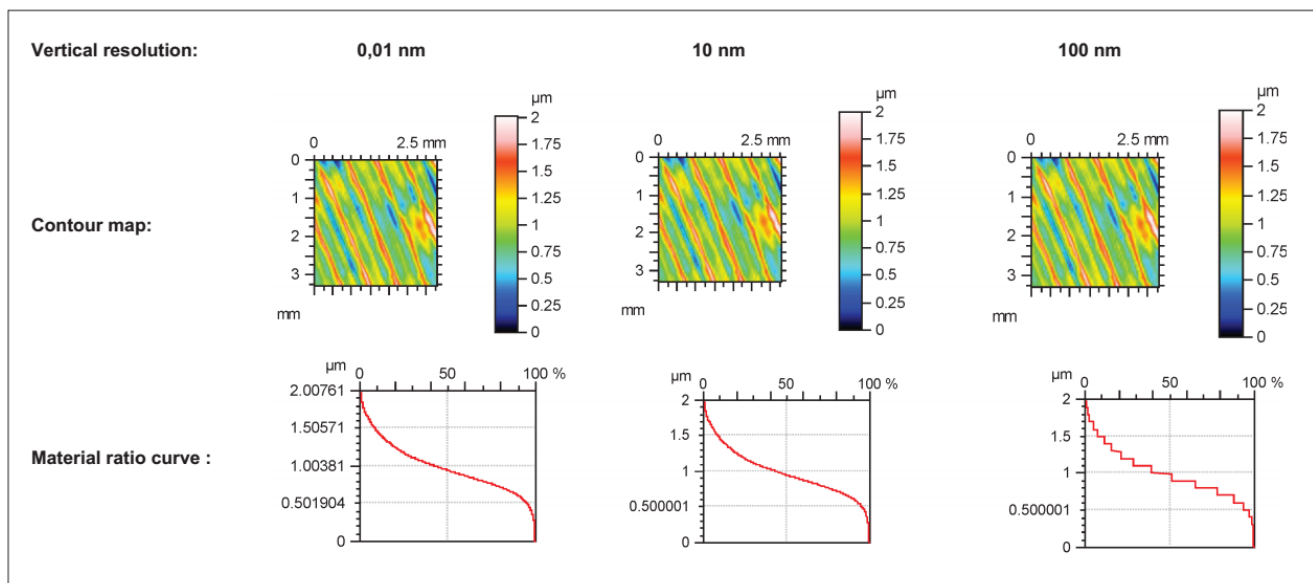 Vertical resolution: 0,01 nm 10 nm 100 nm
µm µm µm
0 2.5 mm 0 2.5 mm 0 2.5 mm
2 2 2
1.75 1.75 1.75
1.5 1.5 1.5
1.25 1.25 1.25
1 1 1
0.75 0.75 0.75
0.5 0.5 0.5
0.25 0.25 0.25
0 0 0
Contour map:
0 0 0
1 1 1
2 2 2
3 3 3
mm mm mm
µm 0 50 100 % µm 0 50 100 % µm 0 50 100 %
2.00761 2 2
1.50571 1.5 1.5
Material ratio curve :
1.00381 1 1
0.501904 0.500001 0.500001
0 0 0